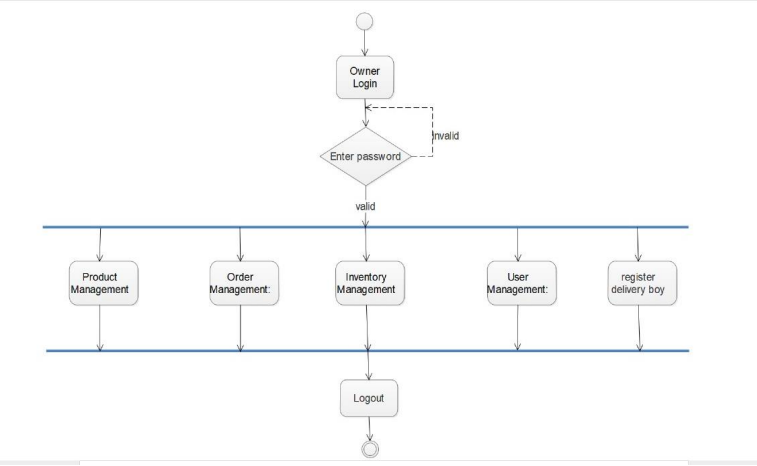 Owner
Login
Invalid
Enter password
valid
Product
Management
Order
Management:
Inventory
Management
User
Management:
register
delivery boy
Logout